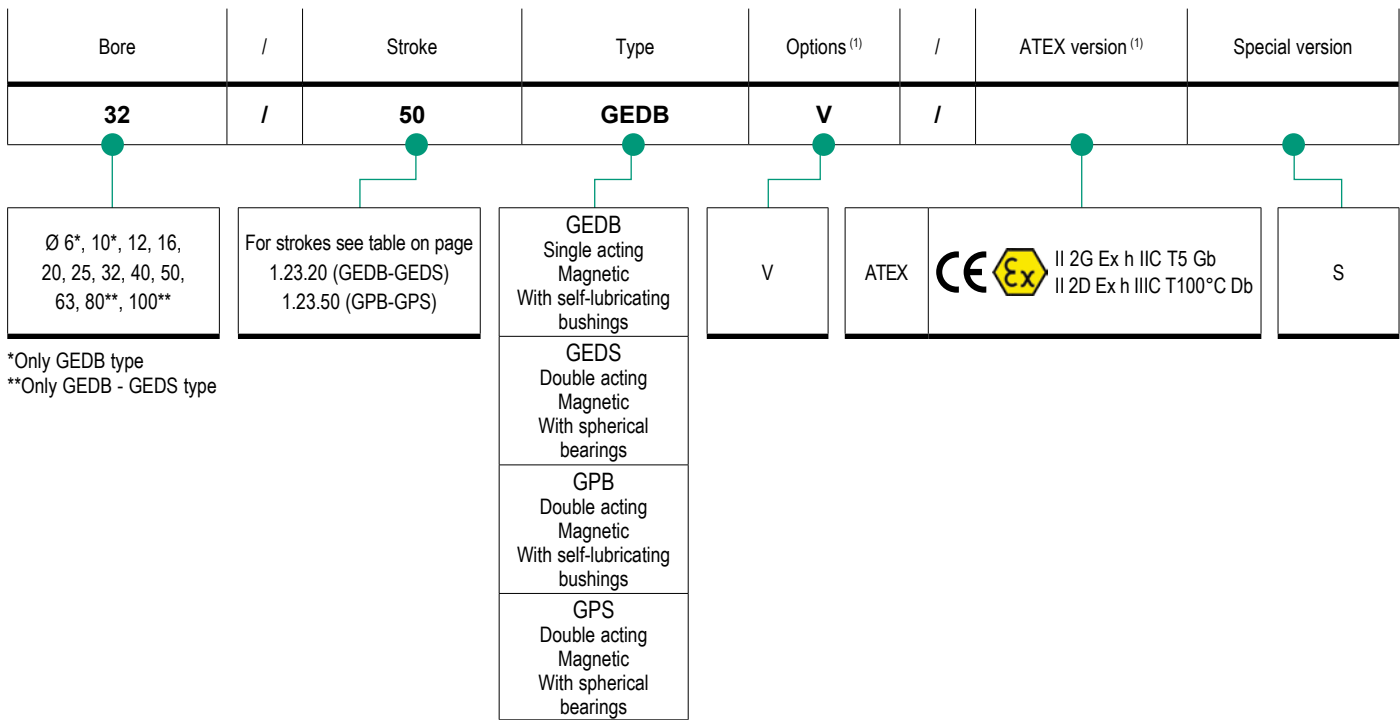 Bore / Stroke Type Options (1) / ATEX version (1) Special version
32 / 50 GEDB V /
Ø 6*, 10*, 12, 16,
20, 25, 32, 40, 50,
63, 80**, 100**
*Only GEDB type
**Only GEDB - GEDS type
For strokes see table on page
1.23.20 (GEDB-GEDS)
1.23.50 (GPB-GPS)
GEDB
Single acting
Magnetic
With self-lubricating
bushings
GEDS
Double acting
Magnetic
With spherical
bearings
GPB
Double acting
Magnetic
With self-lubricating
bushings
GPS
Double acting
Magnetic
With spherical
bearings
V
ATEX
CE Ex
II 2G Ex h IIC T5 Gb
II 2D Ex h IIIC T100°C Db
S